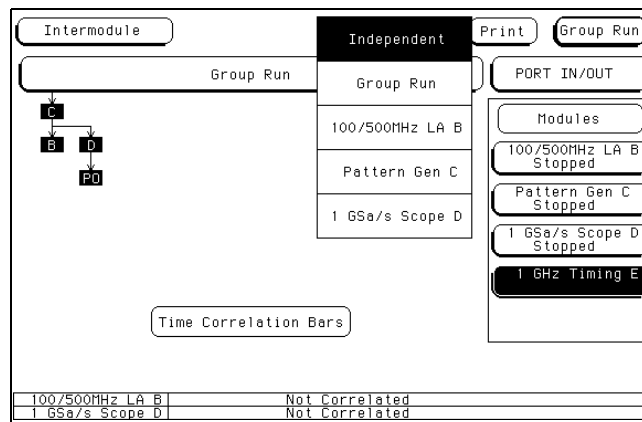 Intermodule
Print
Group Run
Independent
Group Run
100/500MHz LA B
Pattern Gen C
1 GSa/s Scope D
Group Run
PORT IN/OUT
C
B D
PO
Modules
100/500MHz LA B
Stopped
Pattern Gen C
Stopped
1 GSa/s Scope D
Stopped
1 GHz Timing E
Time Correlation Bars
100/500MHz LA B Not Correlated
1 GSa/s Scope D Not Correlated